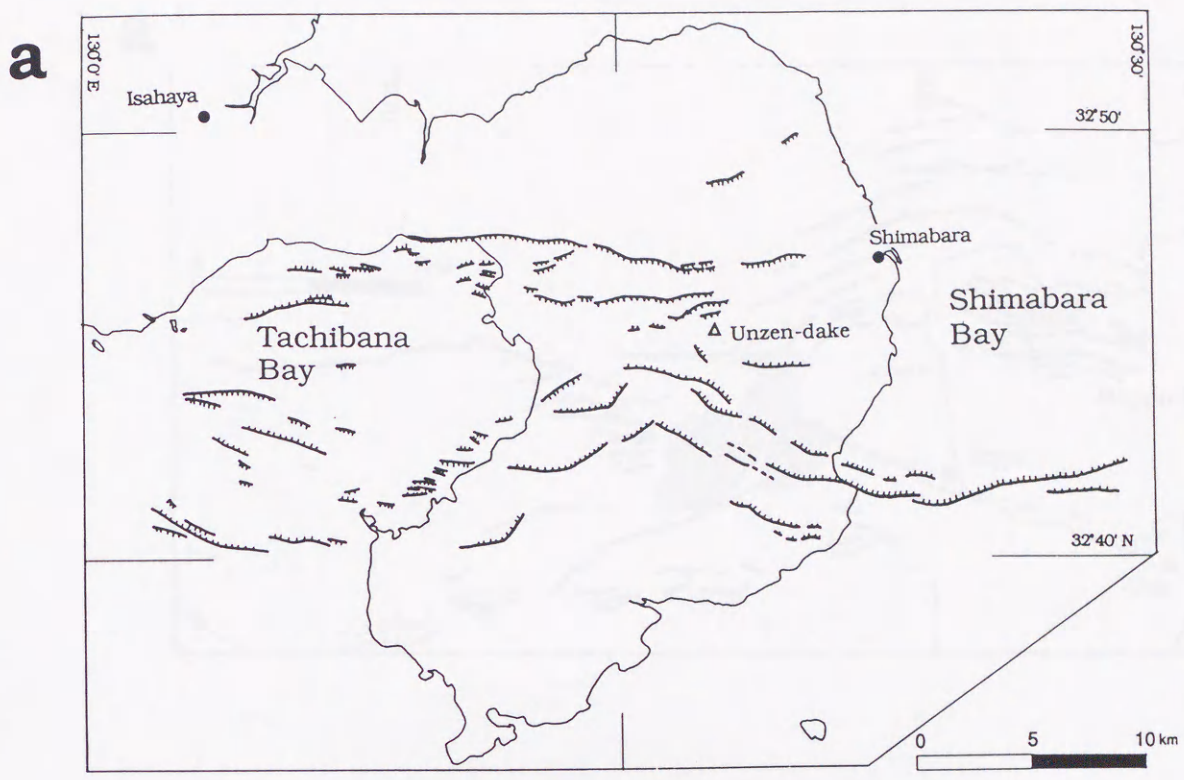 a
130°0' E
130°30'
Isahaya
32°50'
Shimabara
Shimabara
Bay
Tachibana
Bay
Unzen-dake
32°40' N
0 5 10 km